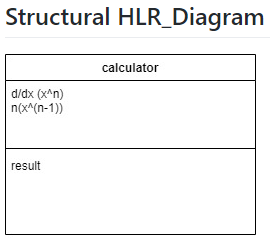 Structural HLR_Diagram
calculator
d/dx (x^n)
n(x^(n-1))
result